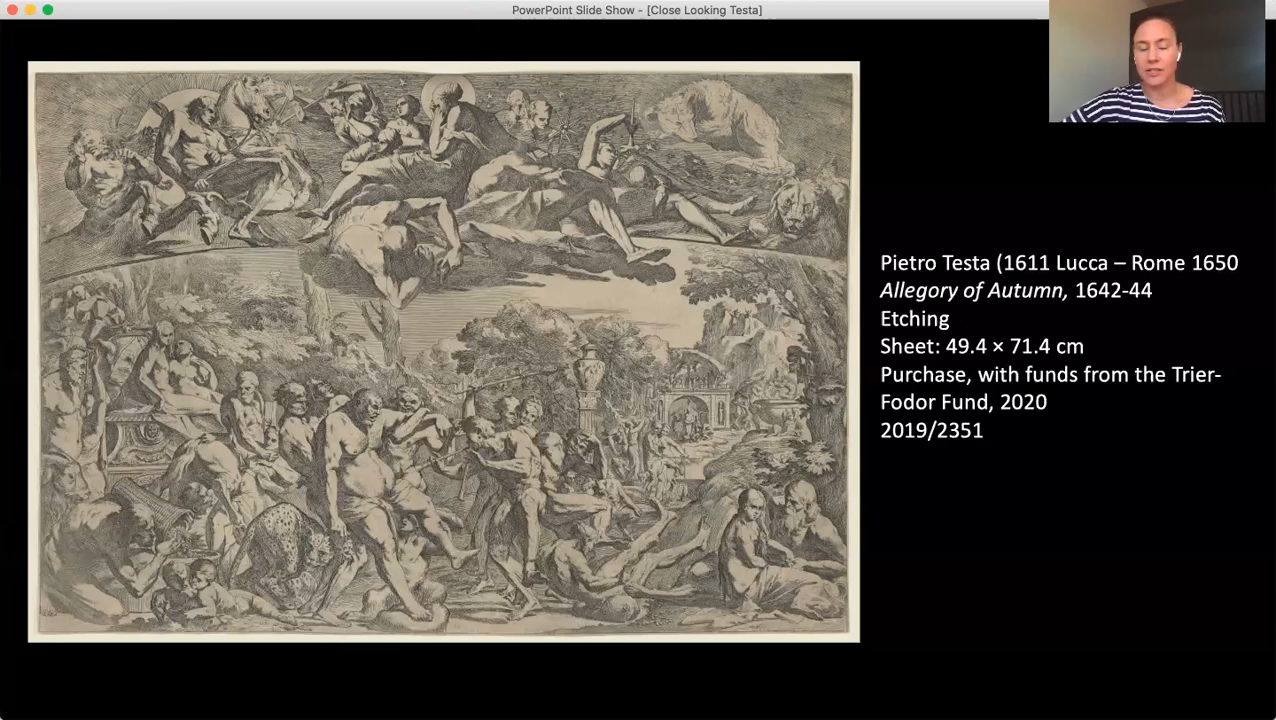 PowerPoint Slide Show - [Close Looking Testa]
Pietro Testa (1611 Lucca – Rome 1650
Allegory of Autumn, 1642-44
Etching
Sheet: 49.4 × 71.4 cm
Purchase, with funds from the Trier-
Fodor Fund, 2020
2019/2351